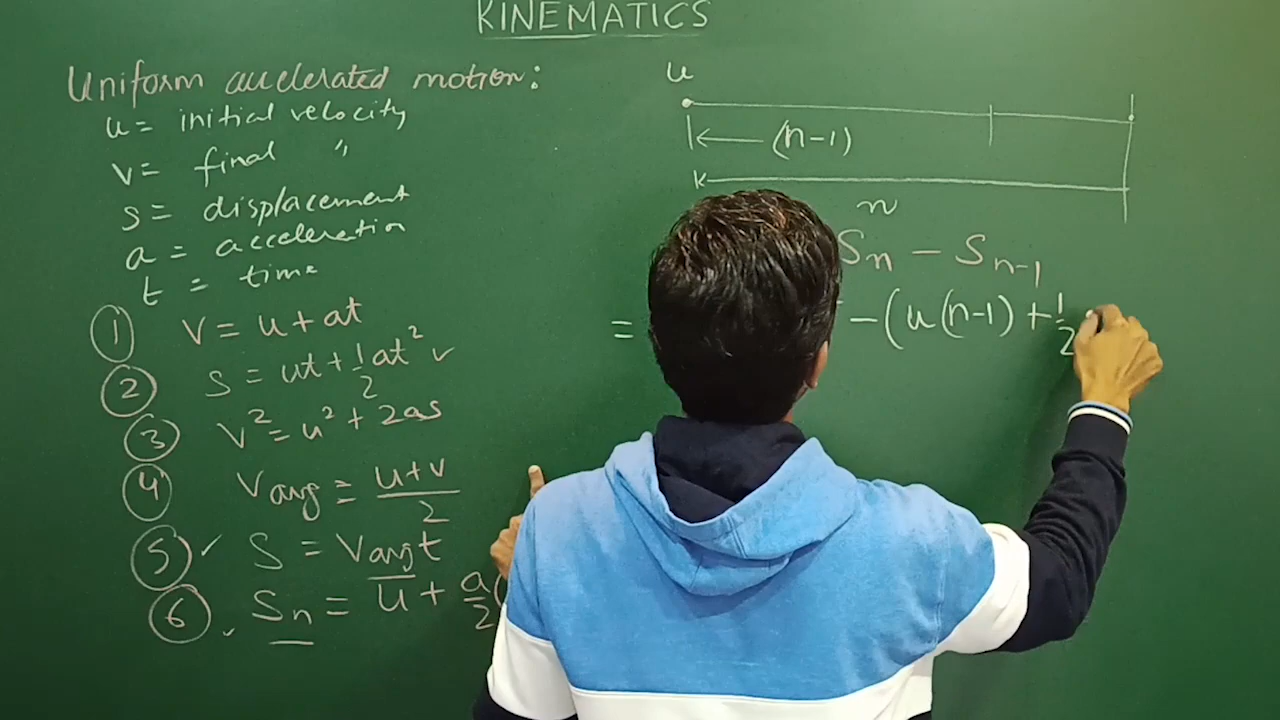 KINEMATICS
Uniform accelerated motion:
u = initial velocity
v = final "
s = displacement
a = acceleration
t = time
① v = u + at
② s = ut + 1/2 at² ✓
③ v² = u² + 2as
④ Vavg = (u+v)/2
⑤ ✓ S = Vavg t
⑥ ✓ Sn = u + a/2 (
u
(n-1)
n
Sn - Sn-1
= - (u(n-1) + 1/2